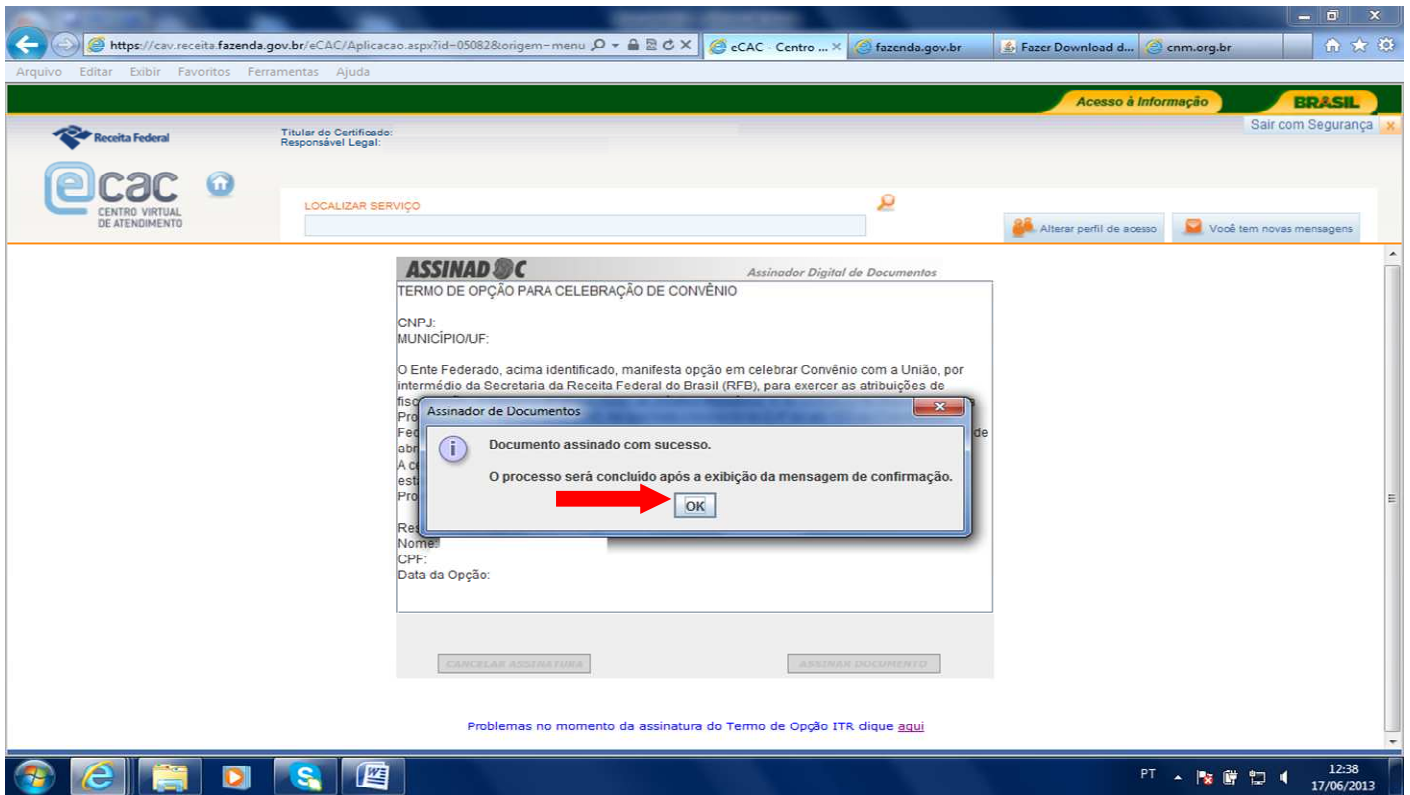 https://cav.receita.fazenda.gov.br/eCAC/Aplicacao.aspx?id=05082&origem=menu
eCAC - Centro ...
fazenda.gov.br
Fazer Download d...
cnm.org.br
Arquivo Editar Exibir Favoritos Ferramentas Ajuda
Acesso à Informação
BRASIL
Receita Federal
Titular do Certificado:
Responsável Legal:
Sair com Segurança
ecac
CENTRO VIRTUAL
DE ATENDIMENTO
LOCALIZAR SERVIÇO
Alterar perfil de acesso
Você tem novas mensagens
ASSINADOC
Assinador Digital de Documentos
TERMO DE OPÇÃO PARA CELEBRAÇÃO DE CONVÊNIO
CNPJ:
MUNICÍPIO/UF:
O Ente Federado, acima identificado, manifesta opção em celebrar Convênio com a União, por
intermédio da Secretaria da Receita Federal do Brasil (RFB), para exercer as atribuições de
Assinador de Documentos
Documento assinado com sucesso.
O processo será concluído após a exibição da mensagem de confirmação.
OK
de
Nome:
CPF:
Data da Opção:
CANCELAR ASSINATURA
ASSINAR DOCUMENTO
Problemas no momento da assinatura do Termo de Opção ITR clique aqui
PT
12:38
17/06/2013